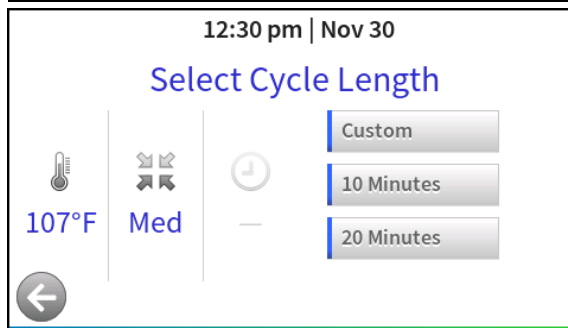 12:30 pm | Nov 30
Select Cycle Length
107°F
Med
—
Custom
10 Minutes
20 Minutes